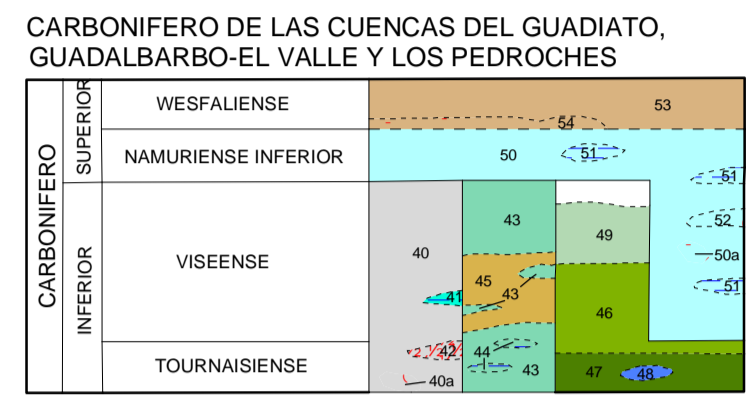 CARBONIFERO DE LAS CUENCAS DEL GUADIATO,
GUADALBARBO-EL VALLE Y LOS PEDROCHES
CARBONIFERO
SUPERIOR
WESFALIENSE
53
54
NAMURIENSE INFERIOR
50
51
51
INFERIOR
VISEENSE
40
43
49
52
50a
45
43
41
46
51
TOURNAISIENSE
42
44
40a
43
47
48